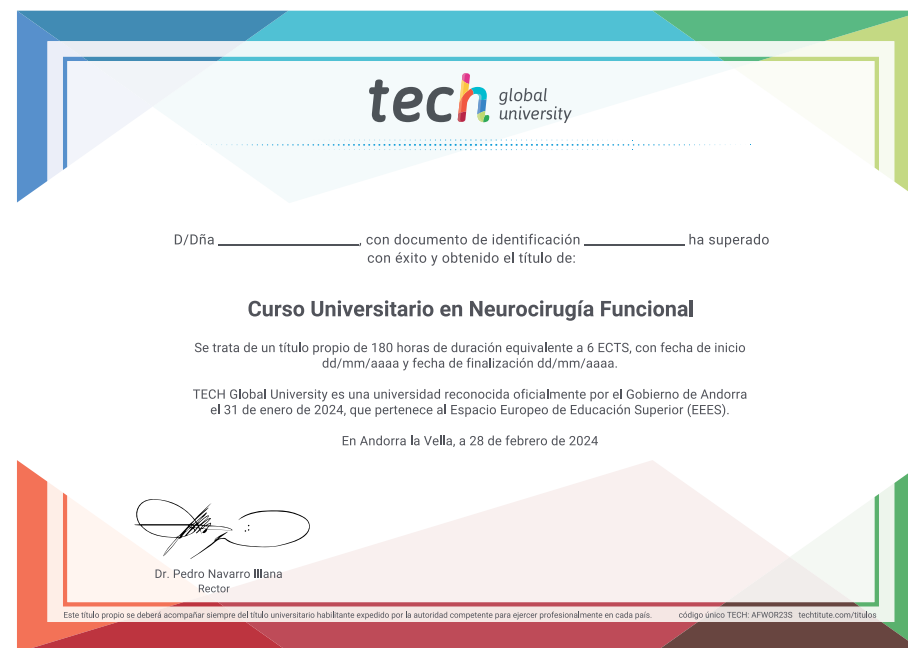 tech global
university
D/Dña ____________________, con documento de identificación ______________ ha superado
con éxito y obtenido el título de:
Curso Universitario en Neurocirugía Funcional
Se trata de un título propio de 180 horas de duración equivalente a 6 ECTS, con fecha de inicio
dd/mm/aaaa y fecha de finalización dd/mm/aaaa.
TECH Global University es una universidad reconocida oficialmente por el Gobierno de Andorra
el 31 de enero de 2024, que pertenece al Espacio Europeo de Educación Superior (EEES).
En Andorra la Vella, a 28 de febrero de 2024
Dr. Pedro Navarro Illana
Rector
Este título propio se deberá acompañar siempre del título universitario habilitante expedido por la autoridad competente para ejercer profesionalmente en cada país. código único TECH: AFWOR23S techtitute.com/titulos